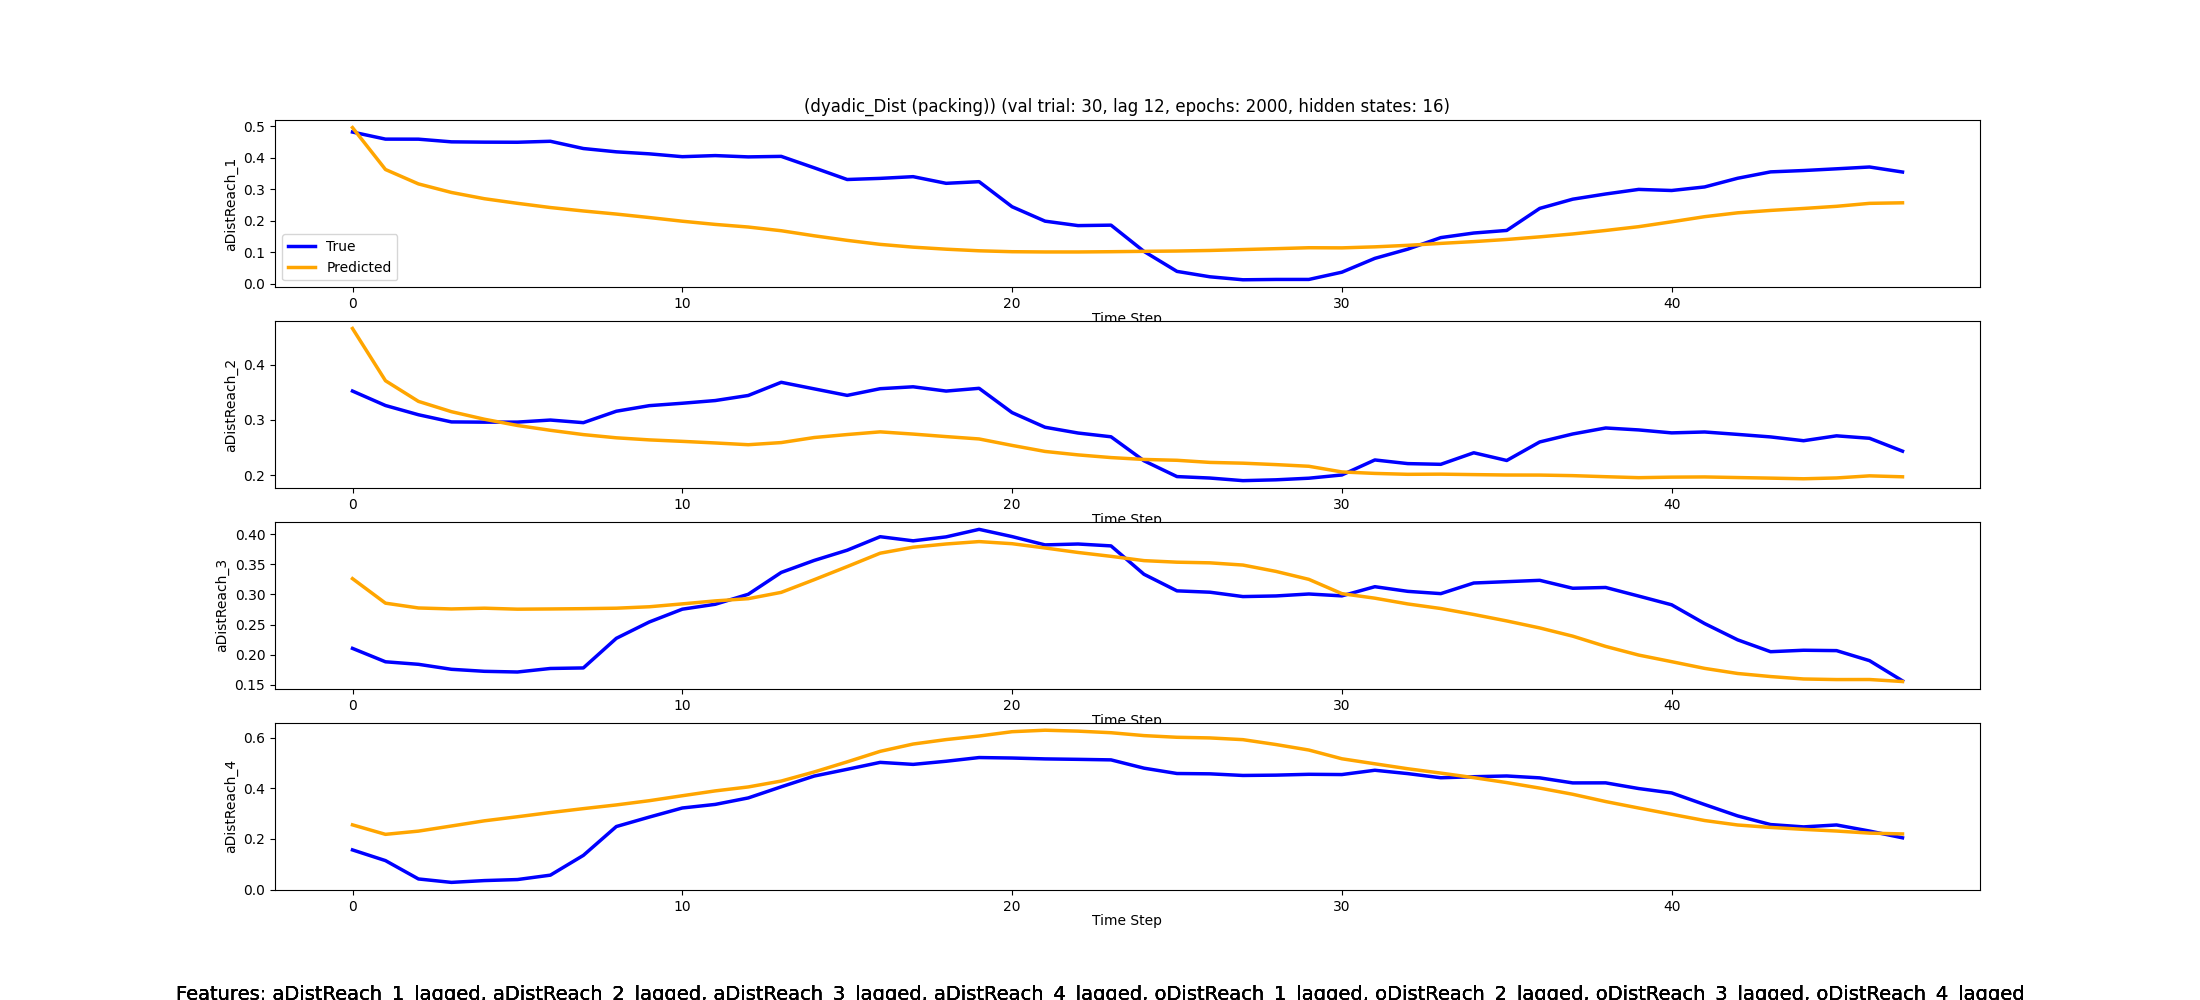 (dyadic_Dist (packing)) (val trial: 30, lag 12, epochs: 2000, hidden states: 16)
0.5
0.4
0.3
0.2
0.1
0.0
aDistReach_1
True
Predicted
0 10 20 30 40
Time Step
0.4
0.3
0.2
aDistReach_2
0 10 20 30 40
Time Step
0.40
0.35
0.30
0.25
0.20
0.15
aDistReach_3
0 10 20 30 40
Time Step
0.6
0.4
0.2
0.0
aDistReach_4
0 10 20 30 40
Time Step
Features: aDistReach_1_lagged, aDistReach_2_lagged, aDistReach_3_lagged, aDistReach_4_lagged, oDistReach_1_lagged, oDistReach_2_lagged, oDistReach_3_lagged, oDistReach_4_lagged